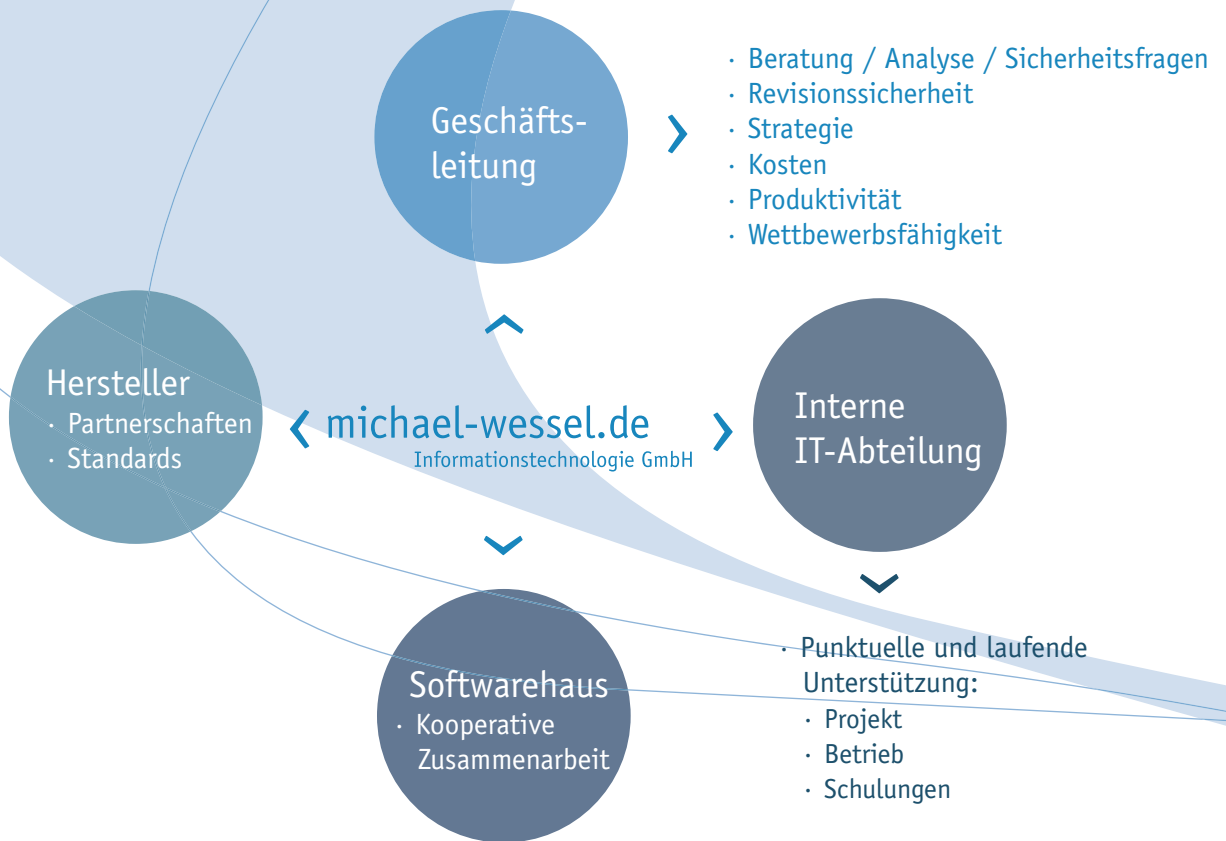 Geschäfts-
leitung
· Beratung / Analyse / Sicherheitsfragen
· Revisionssicherheit
· Strategie
· Kosten
· Produktivität
· Wettbewerbsfähigkeit
Hersteller
· Partnerschaften
· Standards
michael-wessel.de
Informationstechnologie GmbH
Interne
IT-Abteilung
Softwarehaus
· Kooperative
Zusammenarbeit
· Punktuelle und laufende
Unterstützung:
· Projekt
· Betrieb
· Schulungen